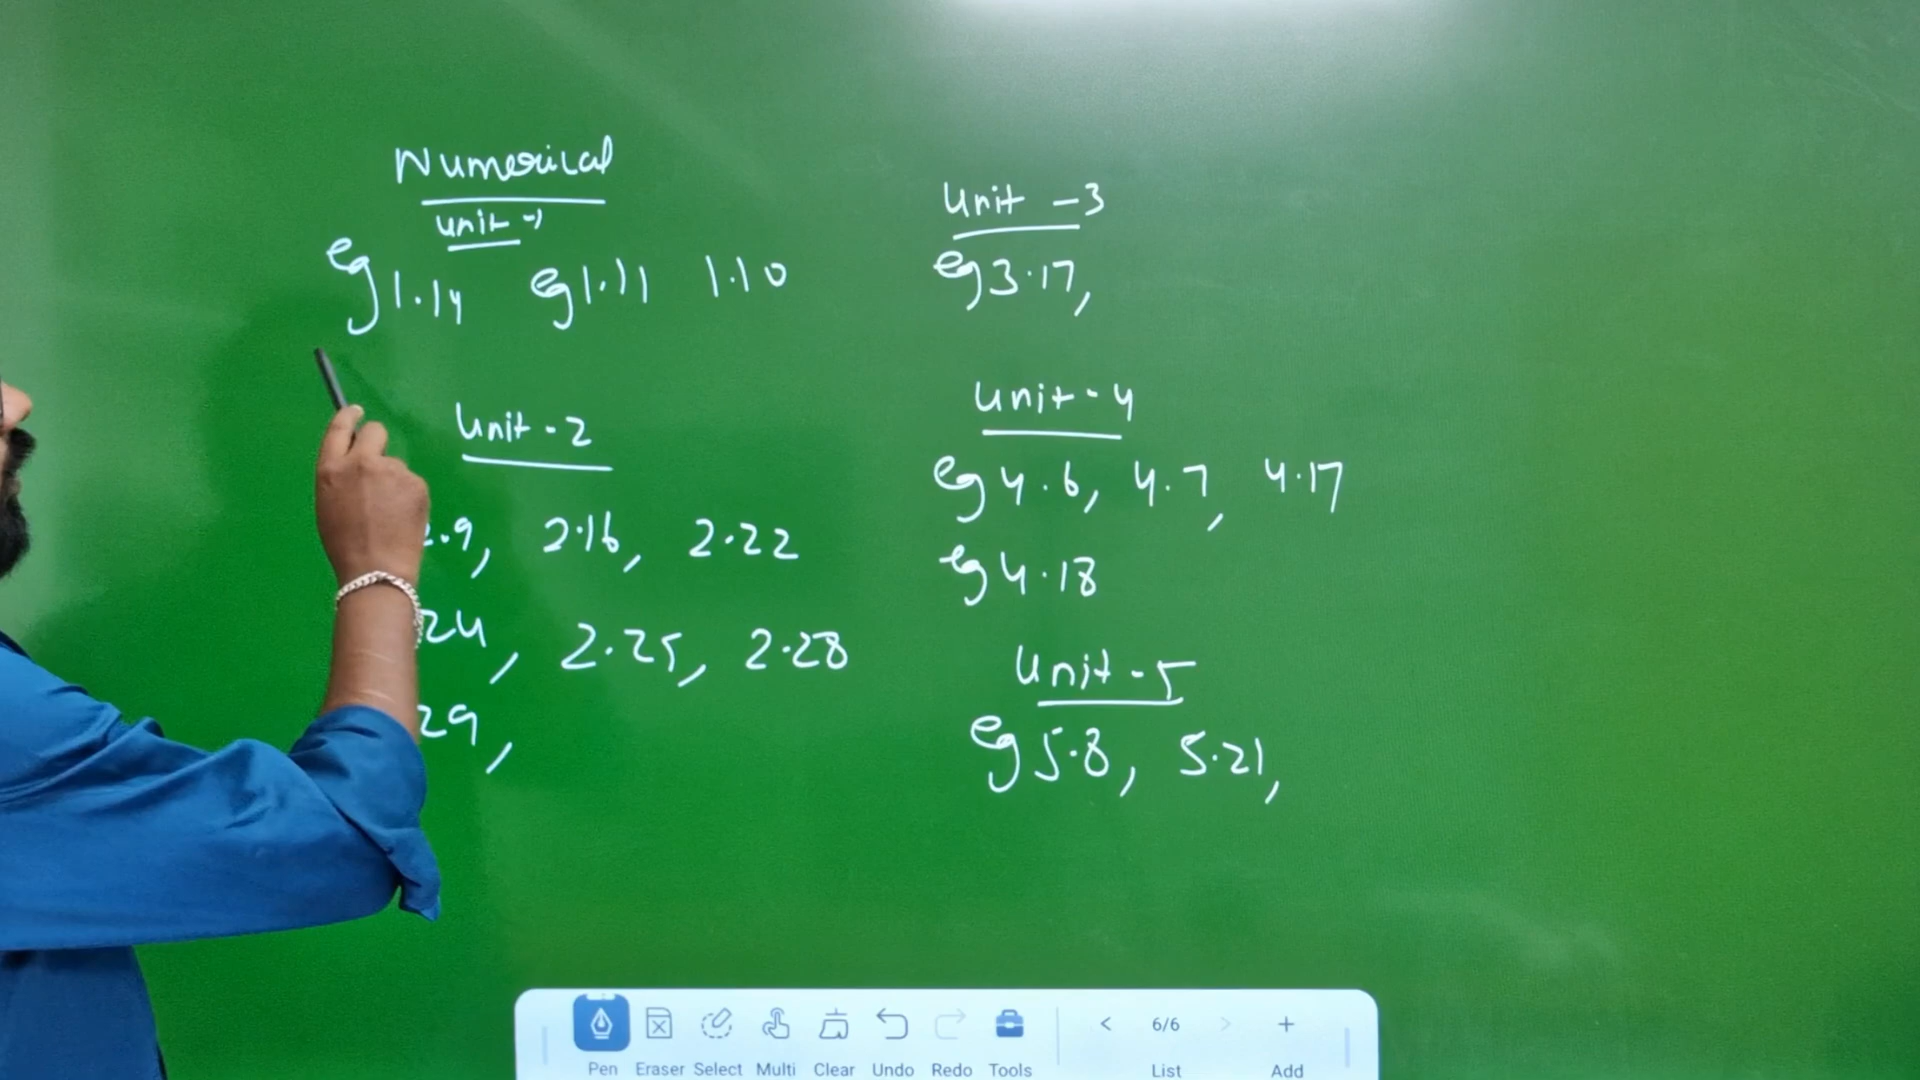 Numerical
unit - 1
eg 1.14 eg 1.11 1.10
Unit - 2
.9, 2.16, 2.22
24, 2.25, 2.28
29,
Unit - 3
eg 3.17,
Unit - 4
eg 4.6, 4.7, 4.17
eg 4.18
Unit - 5
eg 5.8, 5.21,
6/6
Pen Eraser Select Multi Clear Undo Redo Tools List Add